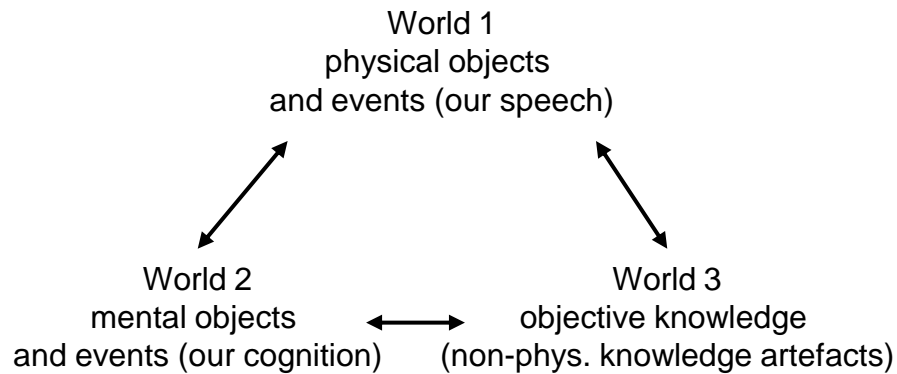 World 1
physical objects
and events (our speech)
World 2
mental objects
and events (our cognition)
World 3
objective knowledge
(non-phys. knowledge artefacts)